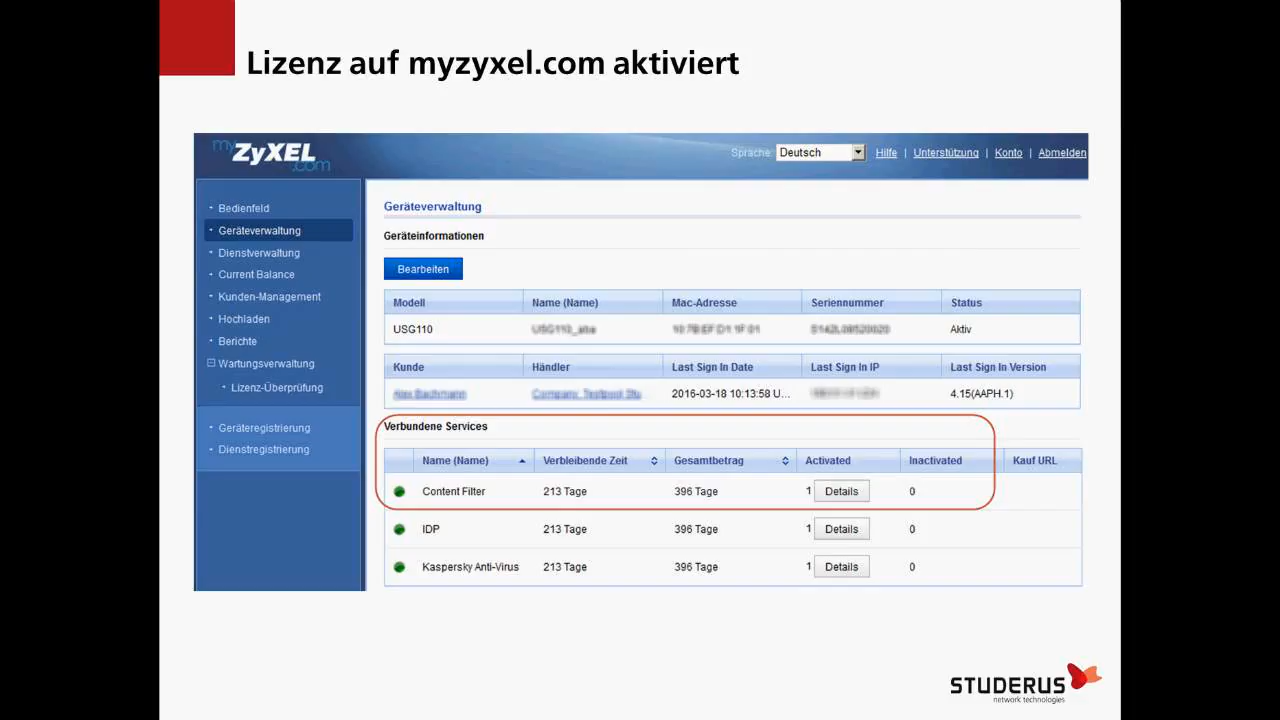 Lizenz auf myzyxel.com aktiviert
my ZyXEL .com
Sprache: Deutsch Hilfe | Unterstützung | Konto | Abmelden
Bedienfeld
Geräteverwaltung
Dienstverwaltung
Current Balance
Kunden-Management
Hochladen
Berichte
Wartungsverwaltung
Lizenz-Überprüfung
Geräteregistrierung
Dienstregistrierung
Geräteverwaltung
Geräteinformationen
Bearbeiten
Modell Name (Name) Mac-Adresse Seriennummer Status
USG110 Aktiv
Kunde Händler Last Sign In Date Last Sign In IP Last Sign In Version
2016-03-18 10:13:58 U... 4.15(AAPH.1)
Verbundene Services
Name (Name) Verbleibende Zeit Gesamtbetrag Activated Inactivated Kauf URL
Content Filter 213 Tage 396 Tage 1 Details 0
IDP 213 Tage 396 Tage 1 Details 0
Kaspersky Anti-Virus 213 Tage 396 Tage 1 Details 0
STUDERUS
network technologies